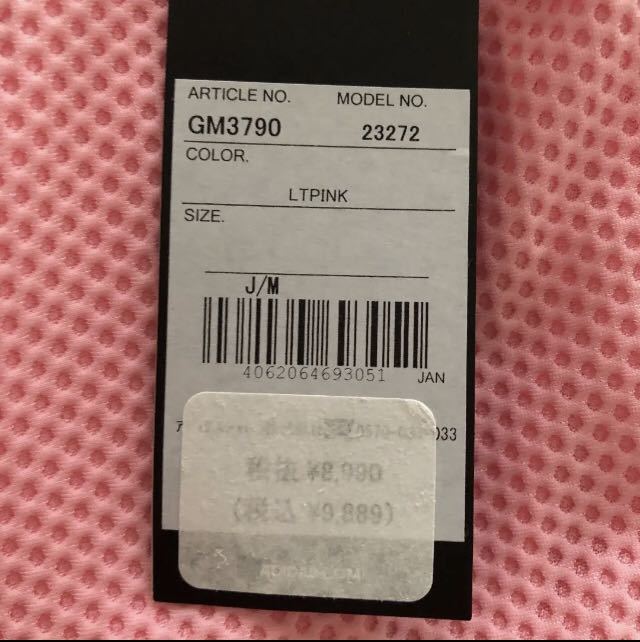 ARTICLE NO. MODEL NO.
GM3790 23272
COLOR.
LTPINK
SIZE.
J/M
4062064693051 JAN
033
税抜 ¥8,990
(税込 ¥9,889)